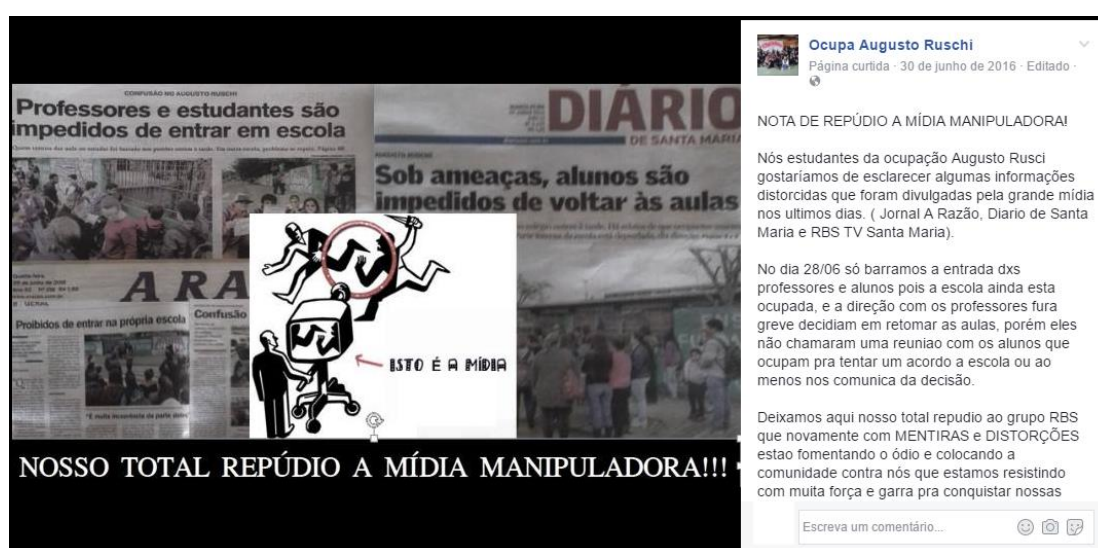 CONFUSÃO NO AUGUSTO RUSCHI
Professores e estudantes são
impedidos de entrar em escola
DIÁRIO
DE SANTA MARIA
AUGUSTO RUSCHI
Sob ameaças, alunos são
impedidos de voltar às aulas
A RA
Proibidos de entrar na própria escola
Confusão
ISTO É A MÍDIA
NOSSO TOTAL REPÚDIO A MÍDIA MANIPULADORA!!!
Ocupa Augusto Ruschi
Página curtida · 30 de junho de 2016 · Editado ·
NOTA DE REPÚDIO A MÍDIA MANIPULADORA!
Nós estudantes da ocupação Augusto Rusci
gostaríamos de esclarecer algumas informações
distorcidas que foram divulgadas pela grande mídia
nos ultimos dias. ( Jornal A Razão, Diario de Santa
Maria e RBS TV Santa Maria).
No dia 28/06 só barramos a entrada dxs
professores e alunos pois a escola ainda esta
ocupada, e a direção com os professores fura
greve decidiam em retomar as aulas, porém eles
não chamaram uma reuniao com os alunos que
ocupam pra tentar um acordo a escola ou ao
menos nos comunica da decisão.
Deixamos aqui nosso total repudio ao grupo RBS
que novamente com MENTIRAS e DISTORÇÕES
estao fomentando o ódio e colocando a
comunidade contra nós que estamos resistindo
com muita força e garra pra conquistar nossas
Escreva um comentário...